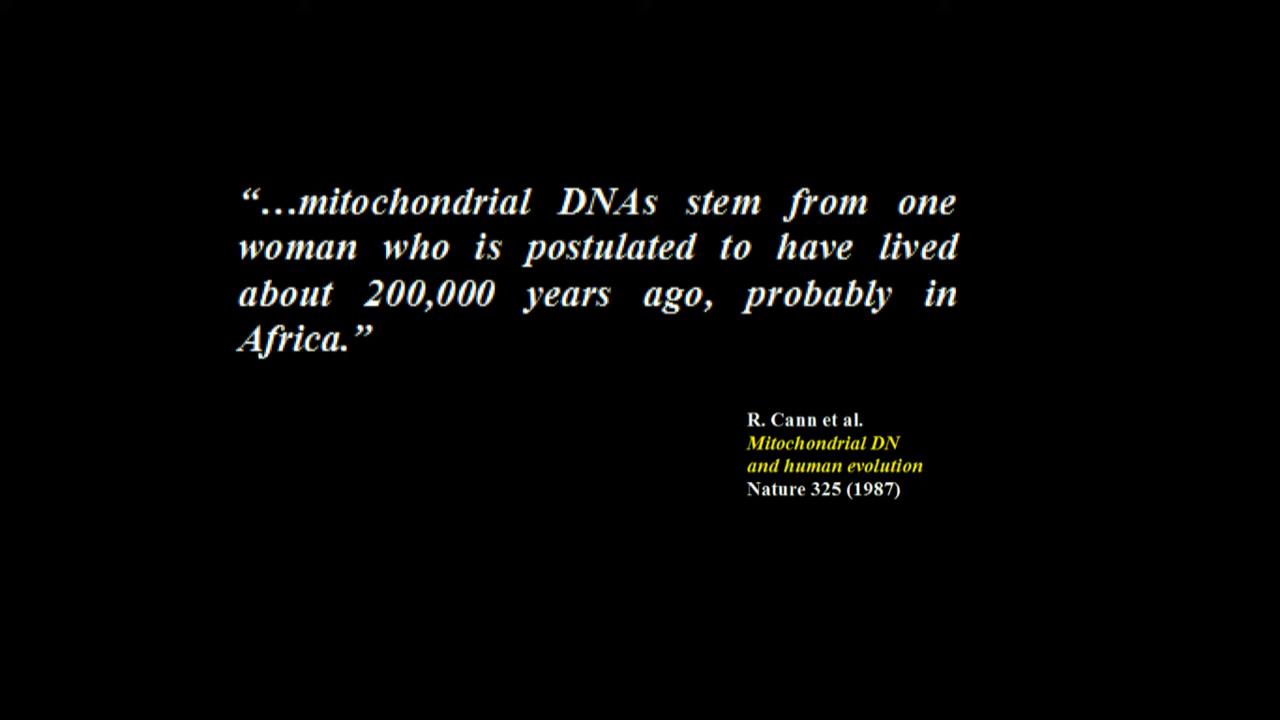 “…mitochondrial DNAs stem from one
woman who is postulated to have lived
about 200,000 years ago, probably in
Africa.”
R. Cann et al.
Mitochondrial DN
and human evolution
Nature 325 (1987)